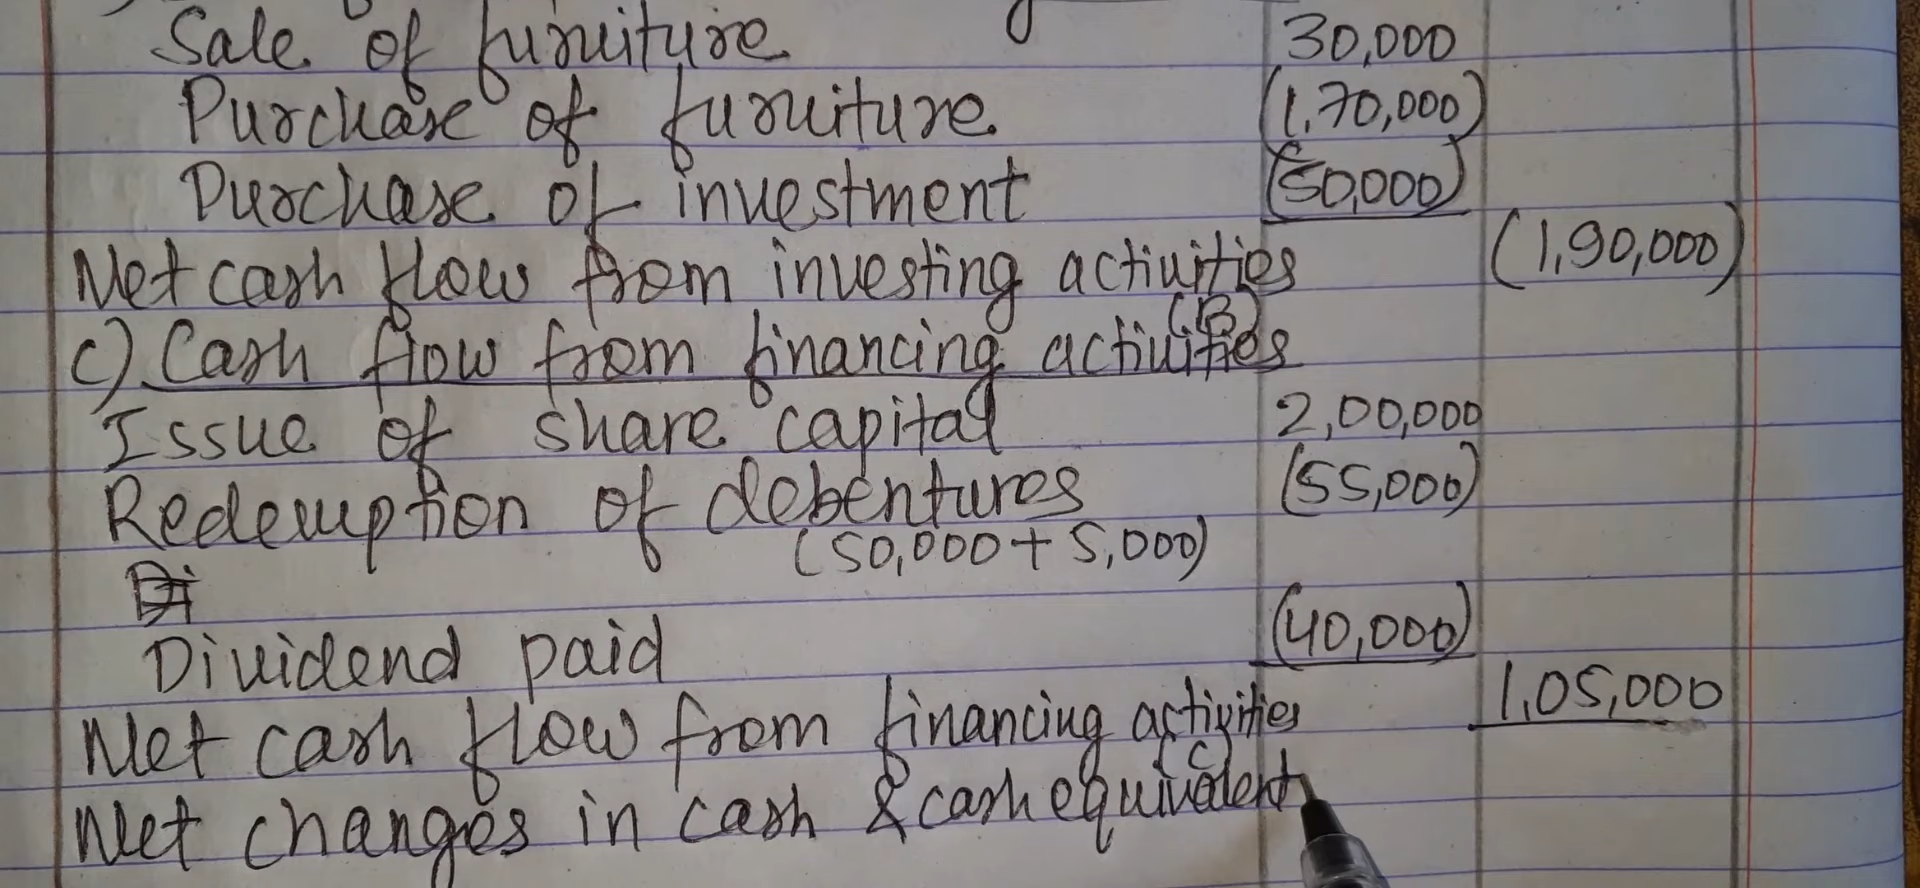 Sale of furniture 30,000
Purchase of furniture (1,70,000)
Purchase of investment (50,000)
Net cash flow from investing activities (1,90,000)
(B)
C) Cash flow from financing activities
Issue of share capital 2,00,000
Redemption of debentures (55,000)
(50,000 + 5,000)
Di
Dividend paid (40,000)
Net cash flow from financing activities 1,05,000
(C)
Net changes in cash & cash equivalent